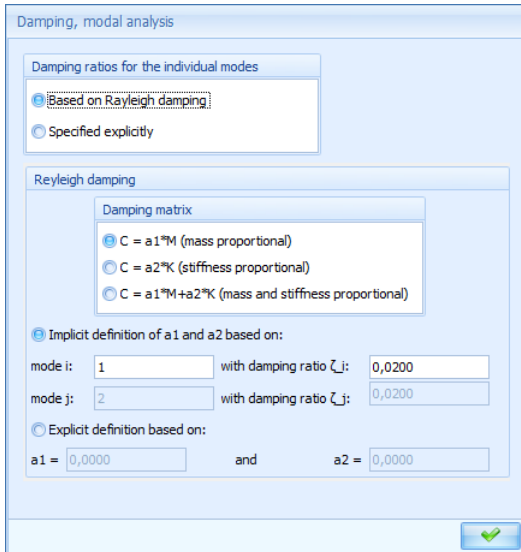 Damping, modal analysis
Damping ratios for the individual modes
Based on Rayleigh damping
Specified explicitly
Reyleigh damping
Damping matrix
C = a1*M (mass proportional)
C = a2*K (stiffness proportional)
C = a1*M+a2*K (mass and stiffness proportional)
Implicit definition of a1 and a2 based on:
mode i: 1 with damping ratio ζ_i: 0,0200
mode j: 2 with damping ratio ζ_j: 0,0200
Explicit definition based on:
a1 = 0,0000 and a2 = 0,0000